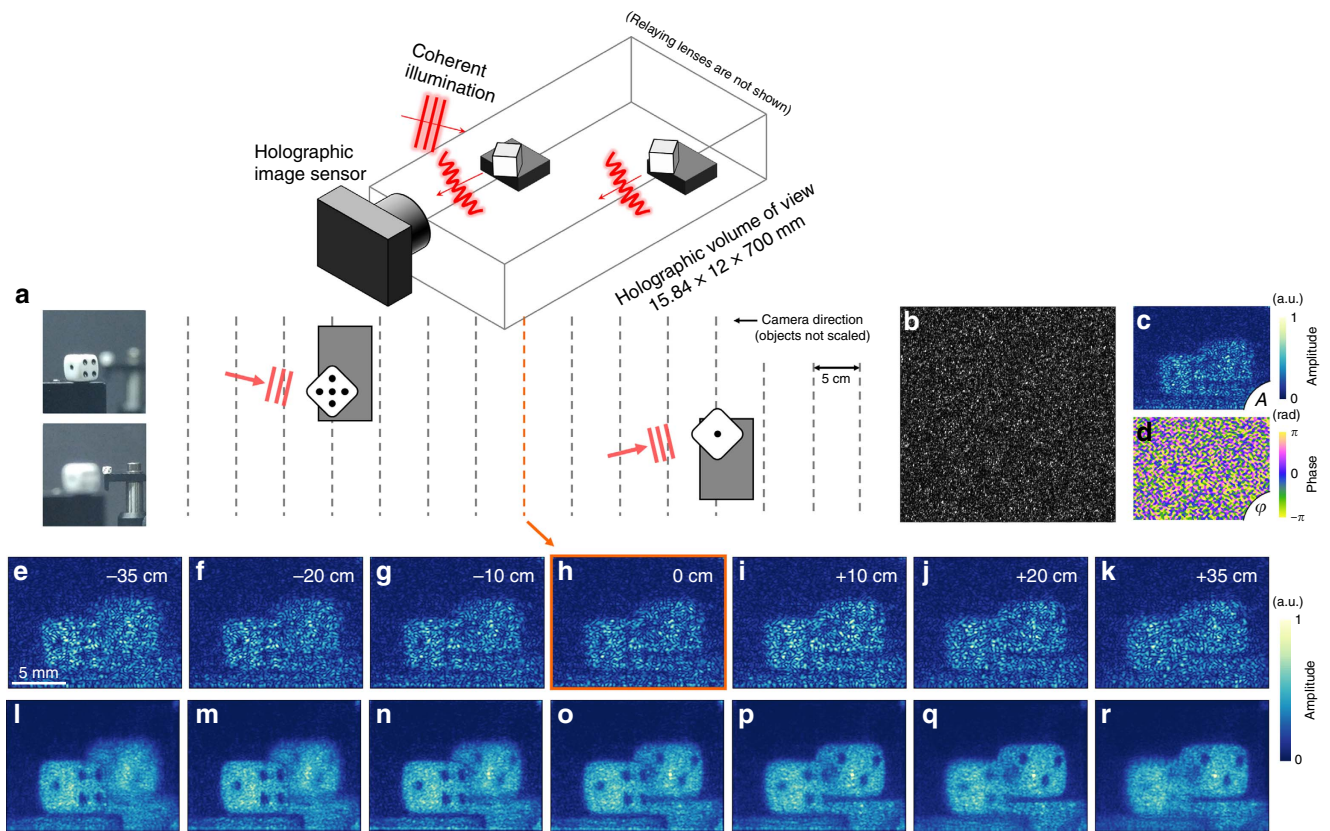 (Relaying lenses are not shown)
Coherent
illumination
Holographic
image sensor
Holographic volume of view
15.84 × 12 × 700 mm
a
Camera direction
(objects not scaled)
5 cm
b
c
(a.u.)
1
Amplitude
0
A
d
(rad)
π
0
Phase
−π
φ
e
−35 cm
5 mm
f
−20 cm
g
−10 cm
h
0 cm
i
+10 cm
j
+20 cm
k
+35 cm
(a.u.)
1
Amplitude
0
l
m
n
o
p
q
r